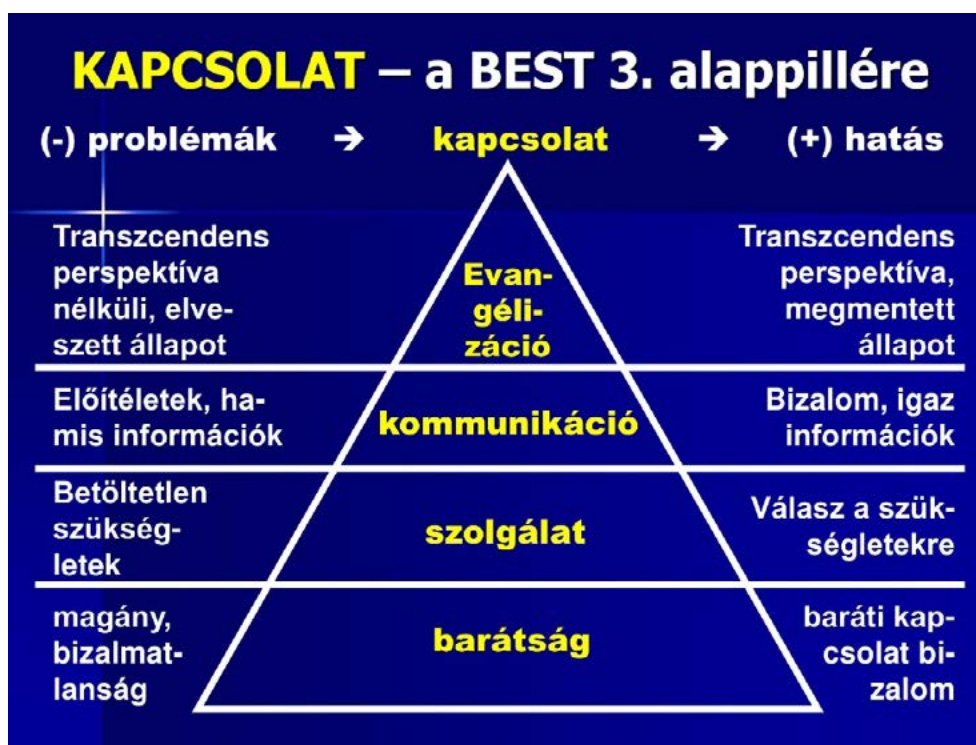 KAPCSOLAT – a BEST 3. alappillére
(-) problémák → kapcsolat → (+) hatás
Transzcendens
perspektíva
nélküli, elve-
szett állapot
Evan-
géli-
záció
Transzcendens
perspektíva,
megmentett
állapot
Előítéletek, ha-
mis információk
kommunikáció
Bizalom, igaz
információk
Betöltetlen
szükség-
letek
szolgálat
Válasz a szük-
ségletekre
magány,
bizalmat-
lanság
barátság
baráti kap-
csolat bi-
zalom